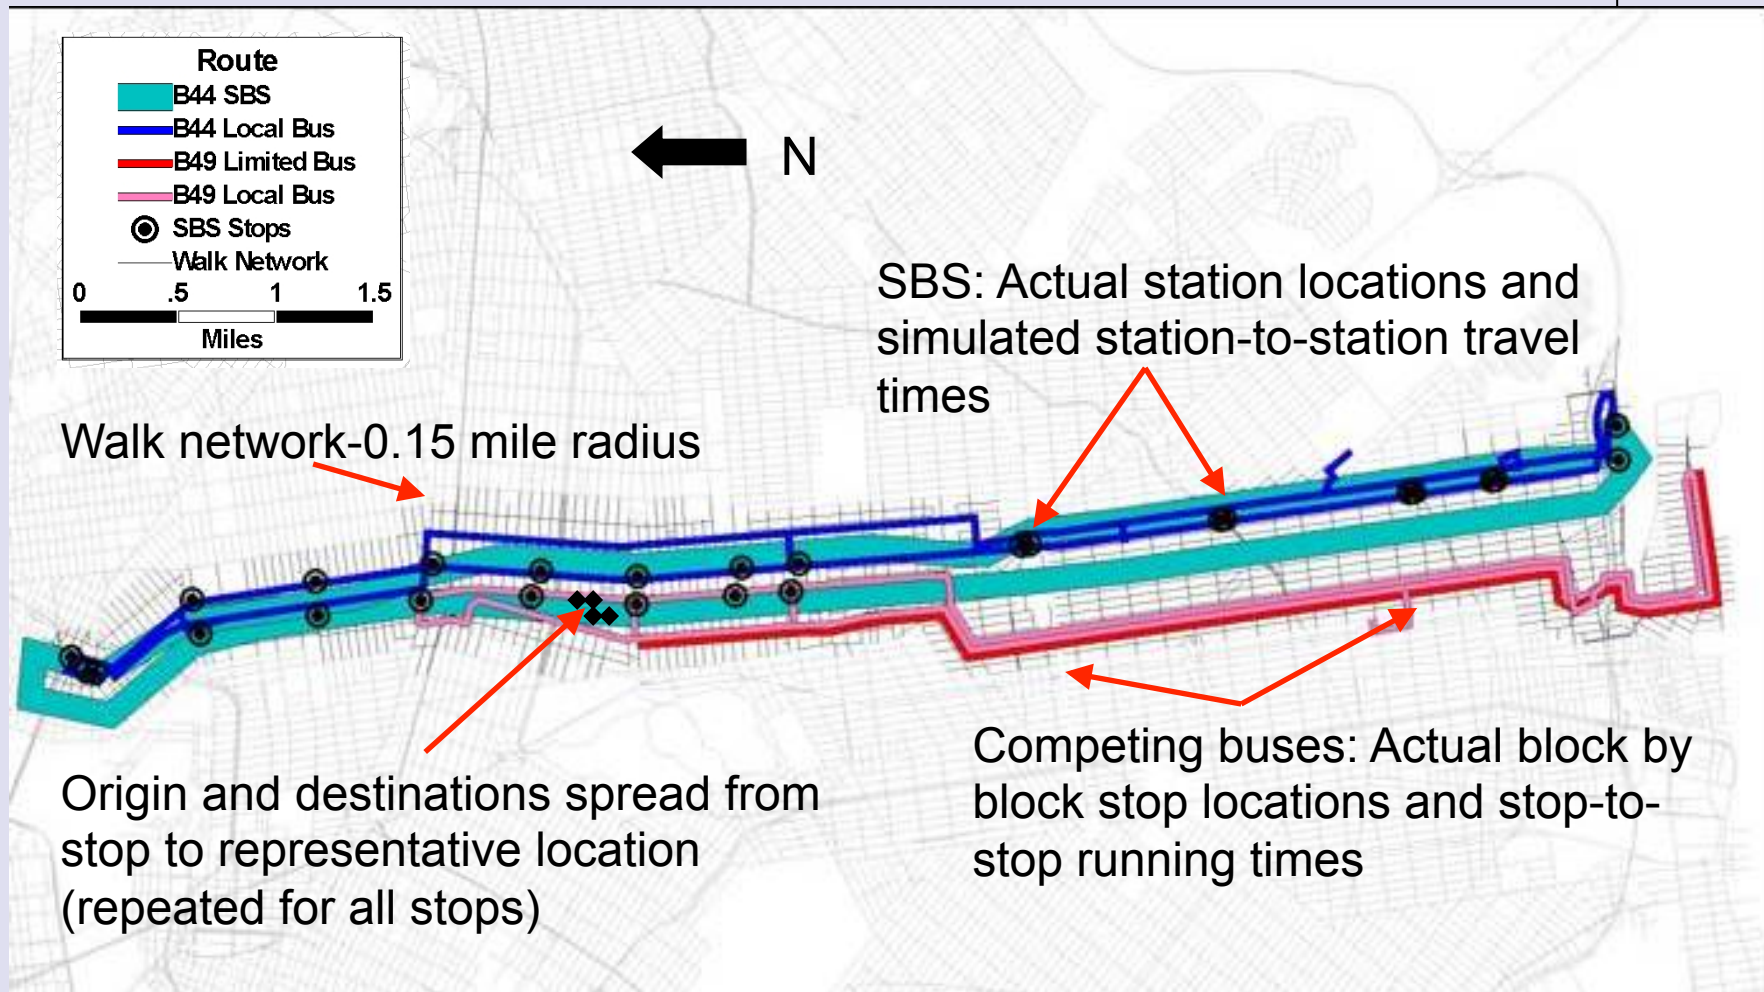 Route
B44 SBS
B44 Local Bus
B49 Limited Bus
B49 Local Bus
SBS Stops
Walk Network
0 .5 1 1.5
Miles
N
SBS: Actual station locations and
simulated station-to-station travel
times
Walk network-0.15 mile radius
Origin and destinations spread from
stop to representative location
(repeated for all stops)
Competing buses: Actual block by
block stop locations and stop-to-
stop running times